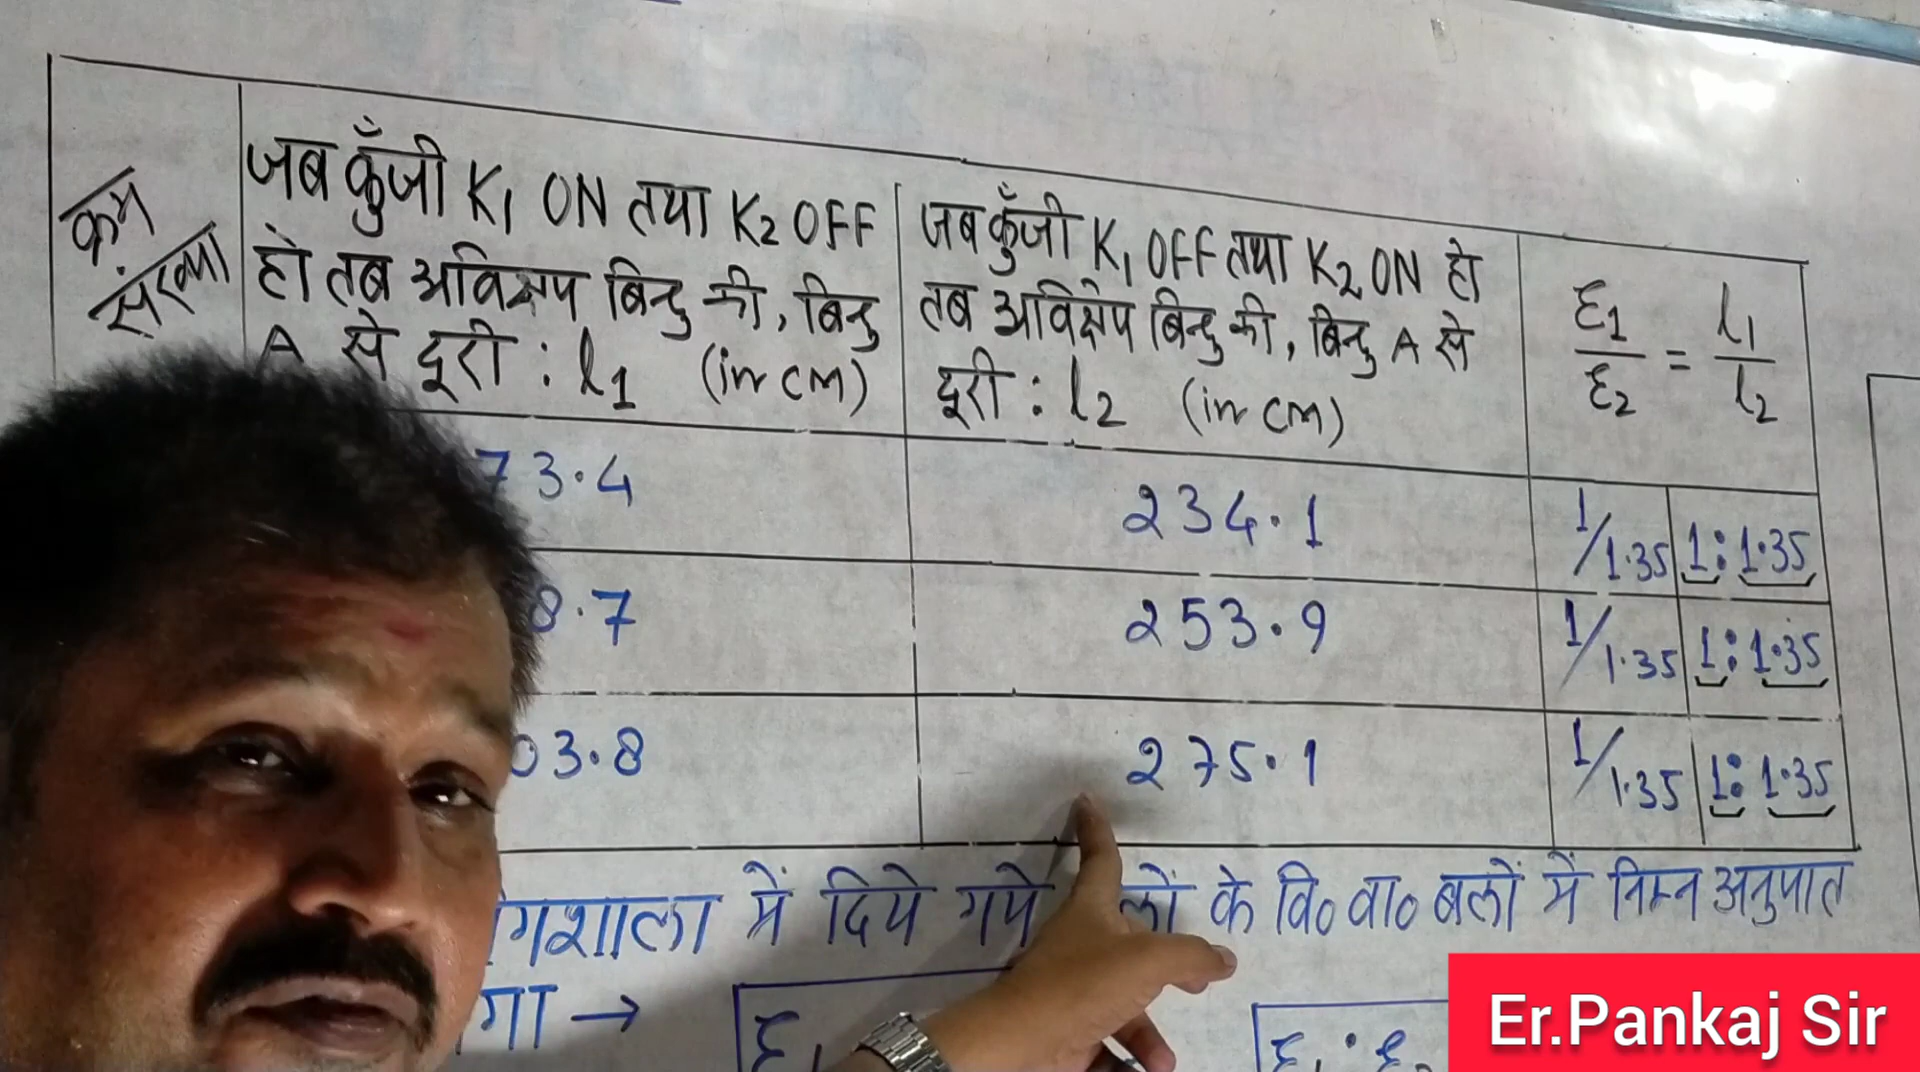 क्रम
संख्या
जब कुँजी K1 ON तथा K2 OFF
हो तब अविक्षेप बिन्दु की, बिन्दु
A से दूरी : l1 (in cm)
जब कुँजी K1 OFF तथा K2 ON हो
तब अविक्षेप बिन्दु की, बिन्दु A से
दूरी : l2 (in cm)
ε1/ε2 = l1/l2
73.4
234.1
1/1.35
1:1.35
8.7
253.9
1/1.35
1:1.35
03.8
275.1
1/1.35
1:1.35
गशाला में दिये गये लों के वि० वा० बलों में निम्न अनुपात
गा →
Er.Pankaj Sir